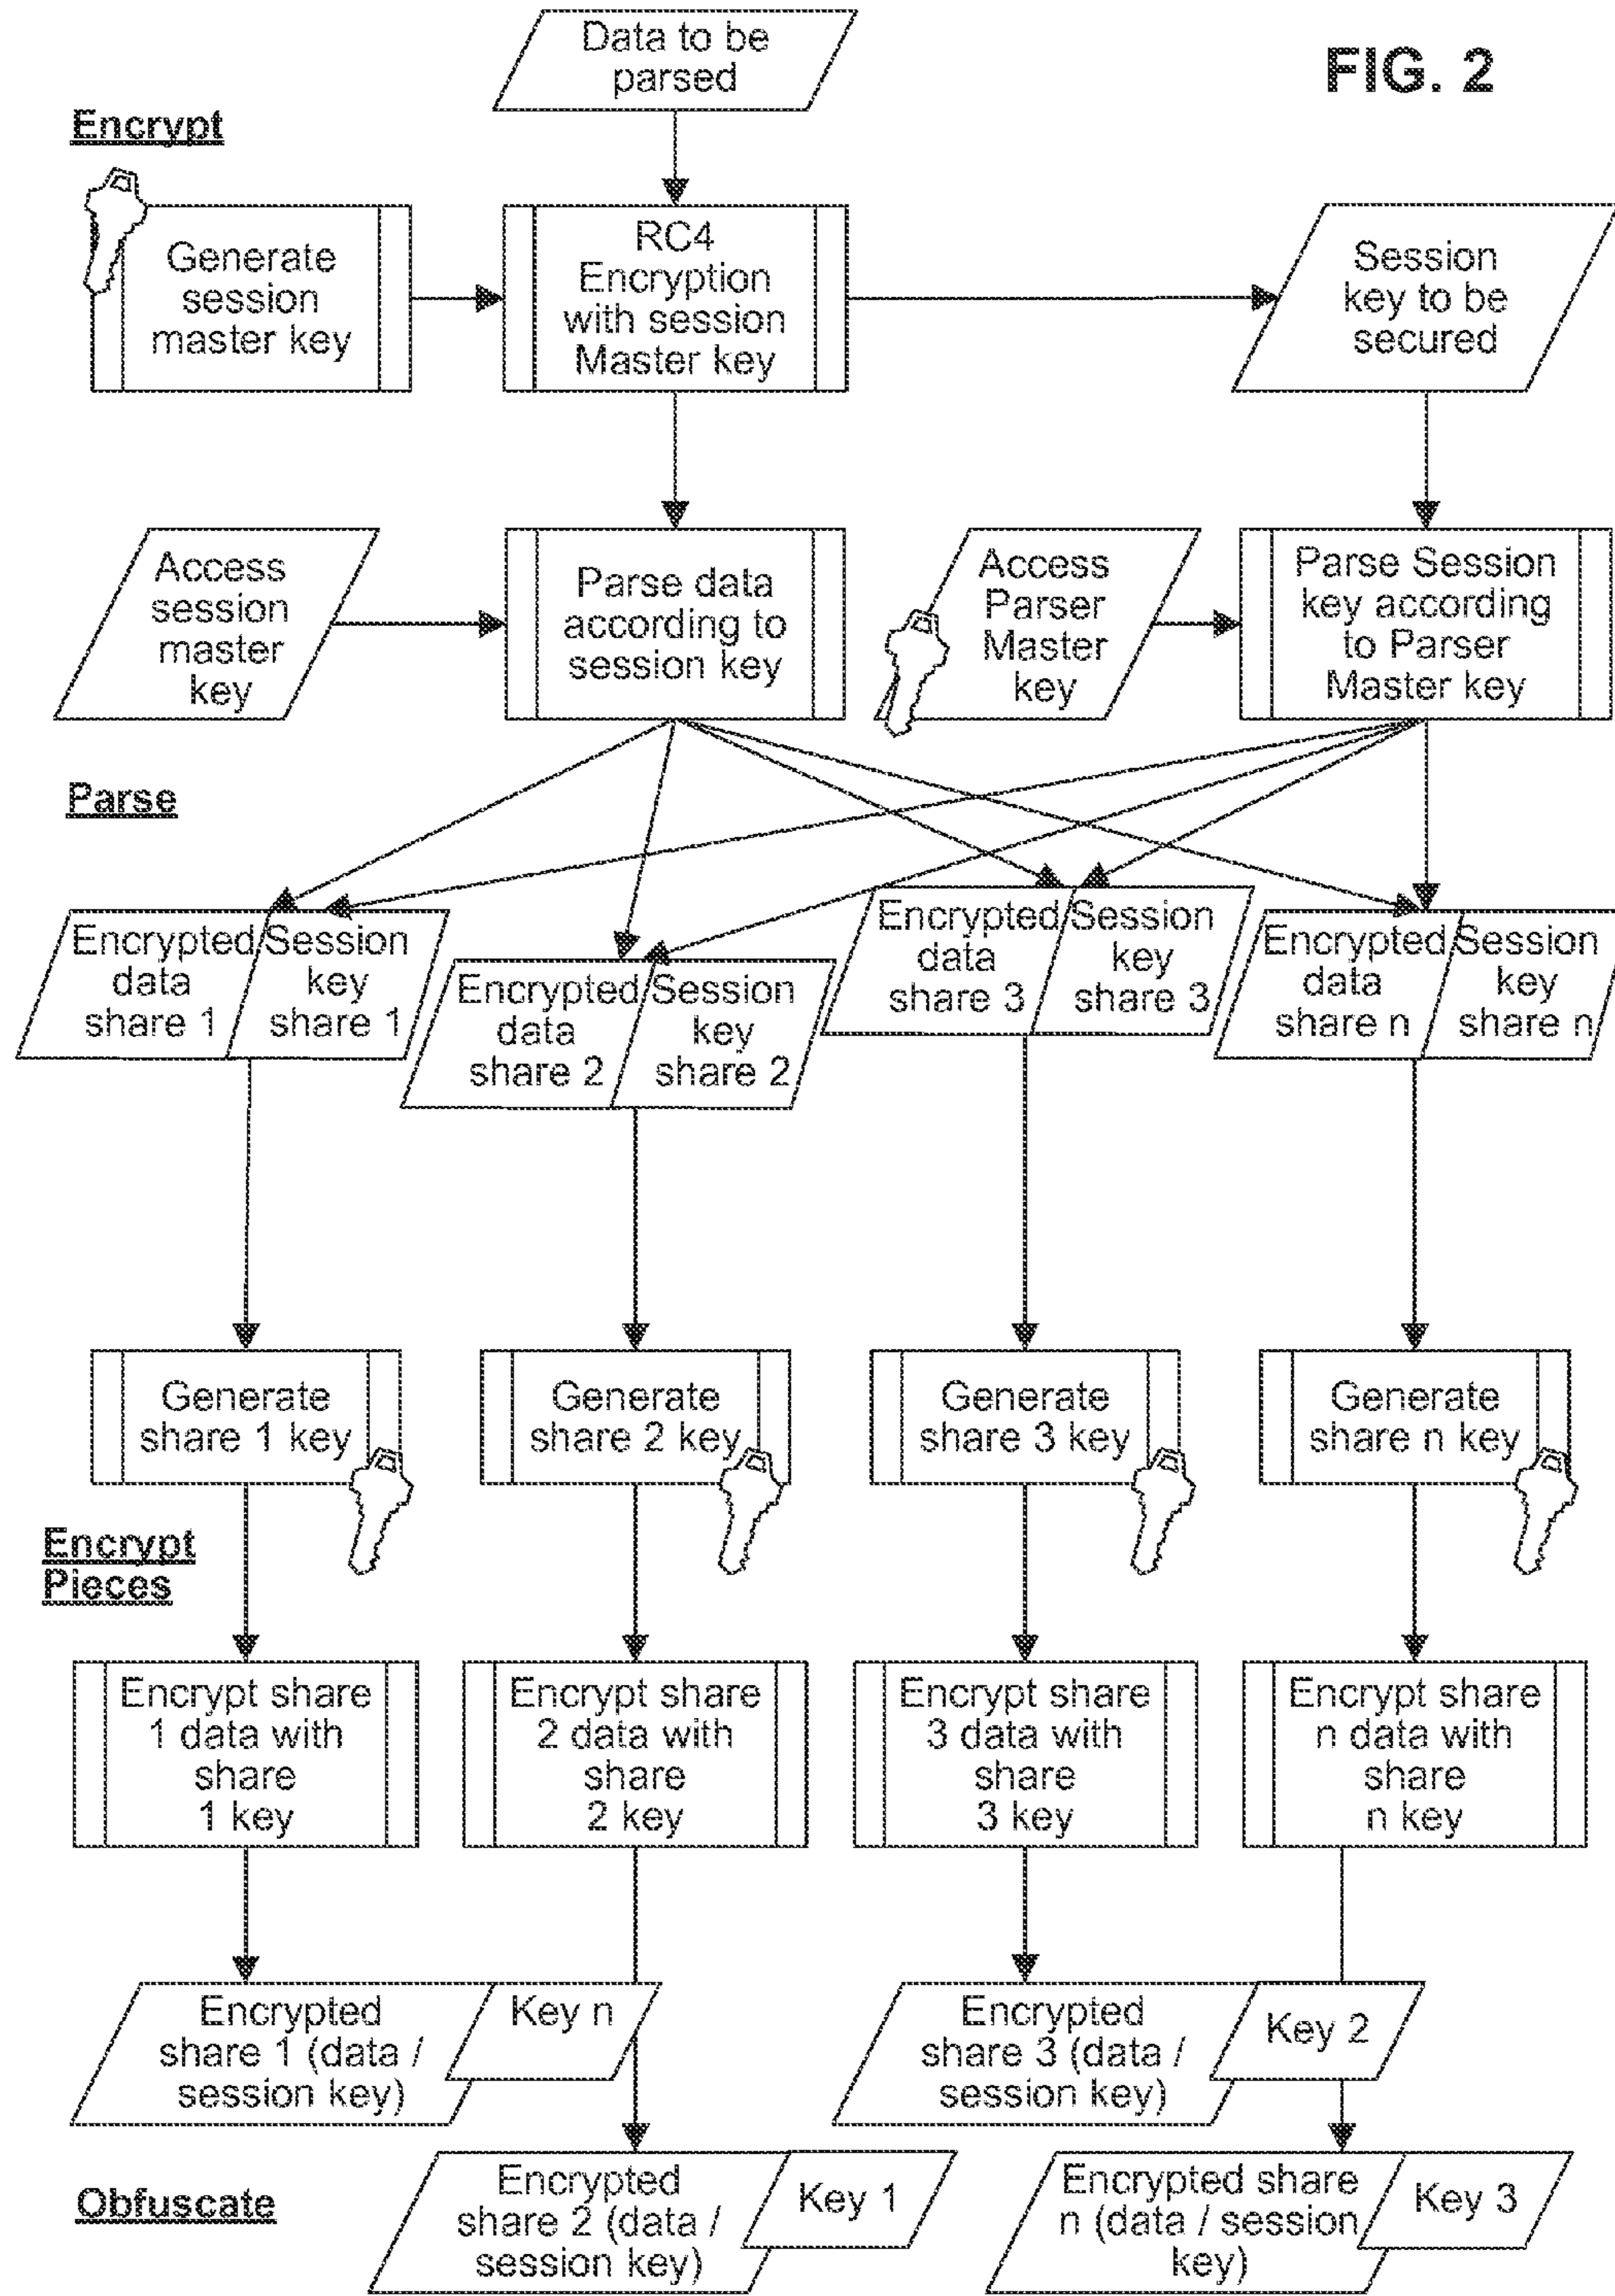 FIG. 2
Data to be
parsed
Encrypt
Generate
session
master key
RC4
Encryption
with session
Master key
Session
key to be
secured
Access
session
master
key
Parse data
according to
session key
Access
Parser
Master
key
Parse Session
key according
to Parser
Master key
Parse
Encrypted
data
share 1
Session
key
share 1
Encrypted
data
share 2
Session
key
share 2
Encrypted
data
share 3
Session
key
share 3
Encrypted
data
share n
Session
key
share n
Generate
share 1 key
Generate
share 2 key
Generate
share 3 key
Generate
share n key
Encrypt
Pieces
Encrypt share
1 data with
share
1 key
Encrypt share
2 data with
share
2 key
Encrypt share
3 data with
share
3 key
Encrypt share
n data with
share
n key
Encrypted
share 1 (data /
session key)
Key n
Encrypted
share 3 (data /
session key)
Key 2
Obfuscate
Encrypted
share 2 (data /
session key)
Key 1
Encrypted share
n (data / session
key)
Key 3